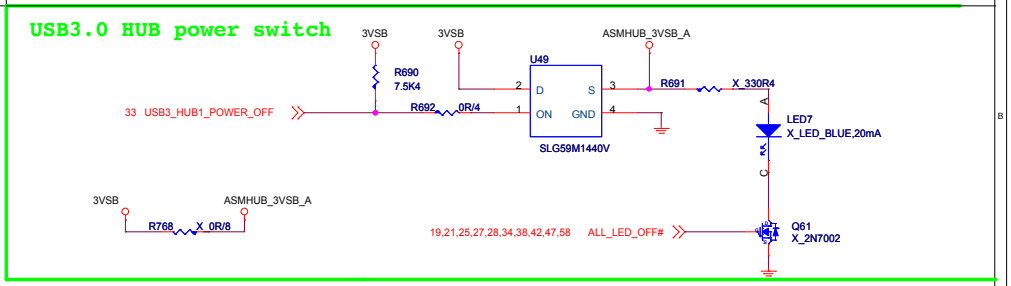 USB3.0 HUB power switch
3VSB
3VSB
ASMHUB_3VSB_A
U49
R690
7.5K4
2
D
S
3
R691
X_330R4
33 USB3_HUB1_POWER_OFF
R692
0R/4
1
ON
GND
4
A
LED7
X_LED_BLUE,20mA
SLG59M1440V
B
C
3VSB
ASMHUB_3VSB_A
R768
X_0R/8
19,21,25,27,28,34,38,42,47,58
ALL_LED_OFF#
Q61
X_2N7002